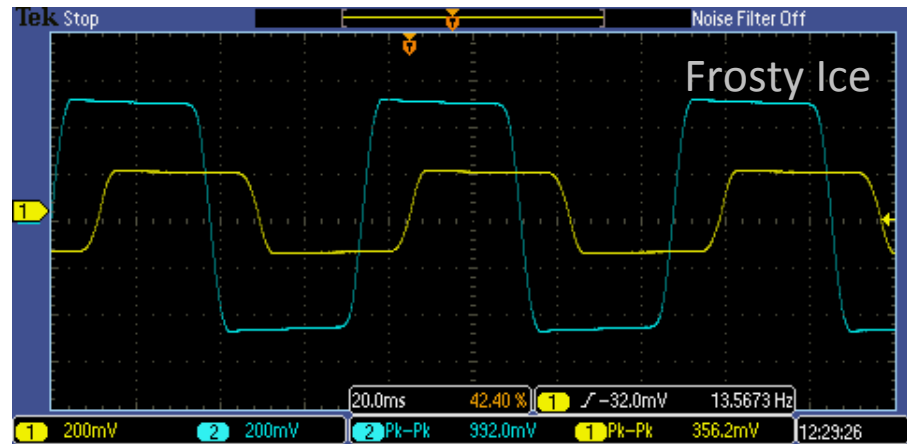 Tek Stop
Noise Filter Off
T
T
Frosty Ice
1
20.0ms 42.40 % 1 -32.0mV 13.5673 Hz
1 200mV 2 200mV 2 Pk-Pk 992.0mV 1 Pk-Pk 356.2mV 12:29:26